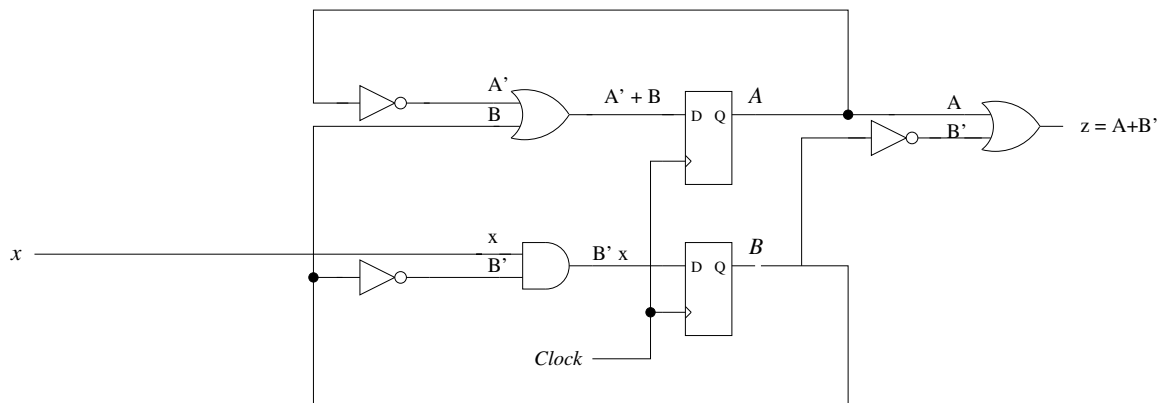 A'
B
A' + B
D Q
A
A
B'
z = A+B'
x
x
B'
B' x
D Q
B
Clock